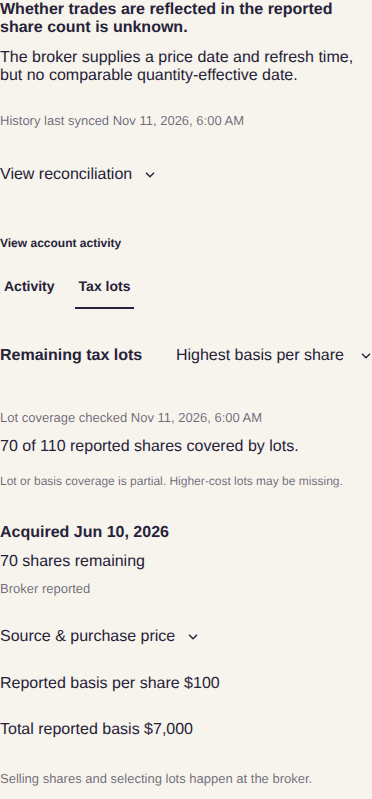 Whether trades are reflected in the reported
share count is unknown.
The broker supplies a price date and refresh time,
but no comparable quantity-effective date.
History last synced Nov 11, 2026, 6:00 AM
View reconciliation
View account activity
Activity Tax lots
Remaining tax lots Highest basis per share
Lot coverage checked Nov 11, 2026, 6:00 AM
70 of 110 reported shares covered by lots.
Lot or basis coverage is partial. Higher-cost lots may be missing.
Acquired Jun 10, 2026
70 shares remaining
Broker reported
Source & purchase price
Reported basis per share $100
Total reported basis $7,000
Selling shares and selecting lots happen at the broker.